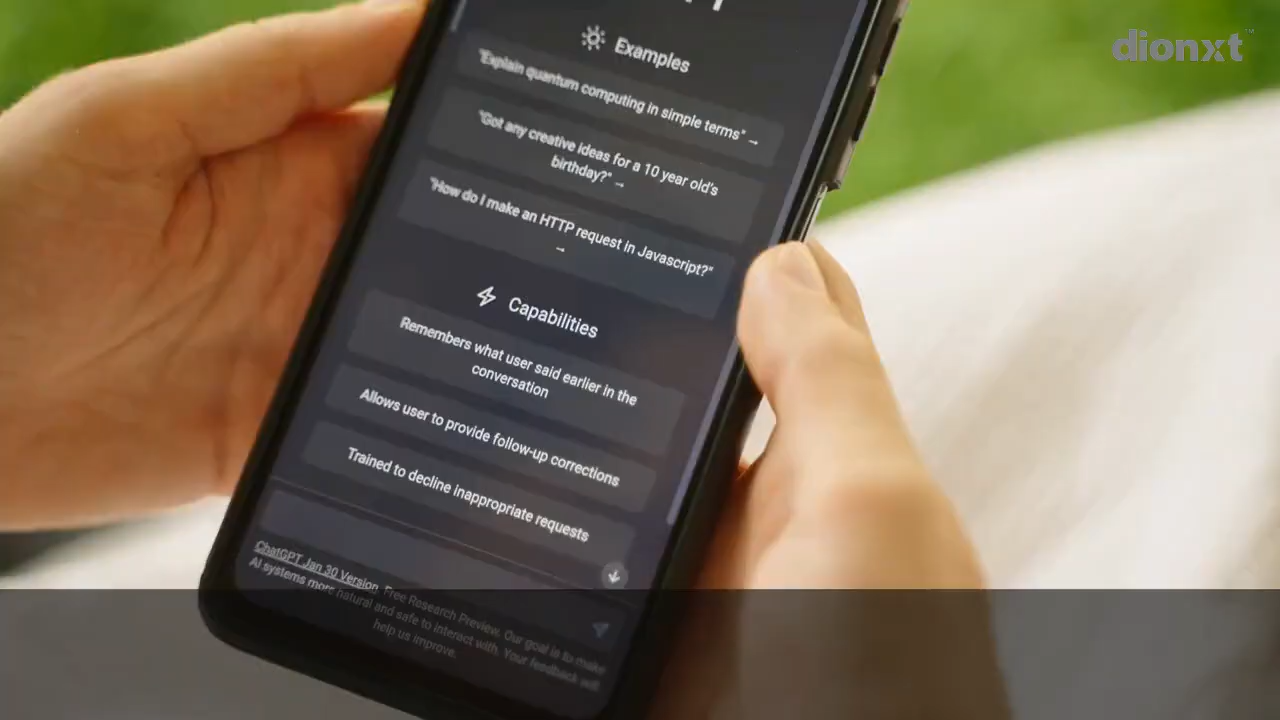 dionxt™
Examples
"Explain quantum computing in simple terms" →
"Got any creative ideas for a 10 year old's
birthday?" →
"How do I make an HTTP request in Javascript?"
→
Capabilities
Remembers what user said earlier in the
conversation
Allows user to provide follow-up corrections
Trained to decline inappropriate requests
ChatGPT Jan 30 Version. Free Research Preview. Our goal is to make
AI systems more natural and safe to interact with. Your feedback will
help us improve.